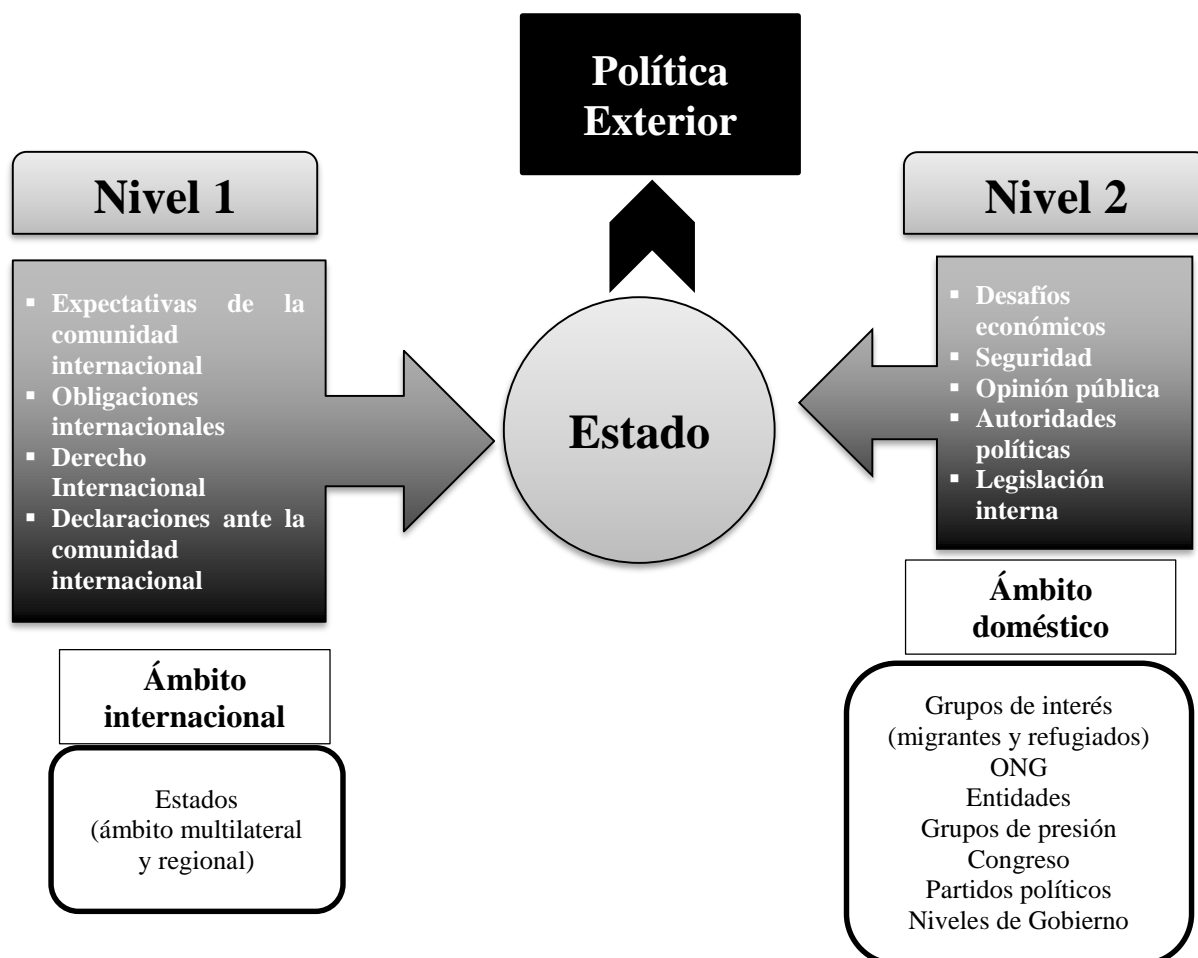 Política
Exterior
Nivel 1
▪ Expectativas de la
comunidad
internacional
▪ Obligaciones
internacionales
▪ Derecho
Internacional
▪ Declaraciones ante la
comunidad
internacional
Ámbito
internacional
Estados
(ámbito multilateral
y regional)
Estado
Nivel 2
▪ Desafíos
económicos
▪ Seguridad
▪ Opinión pública
▪ Autoridades
políticas
▪ Legislación
interna
Ámbito
doméstico
Grupos de interés
(migrantes y refugiados)
ONG
Entidades
Grupos de presión
Congreso
Partidos políticos
Niveles de Gobierno